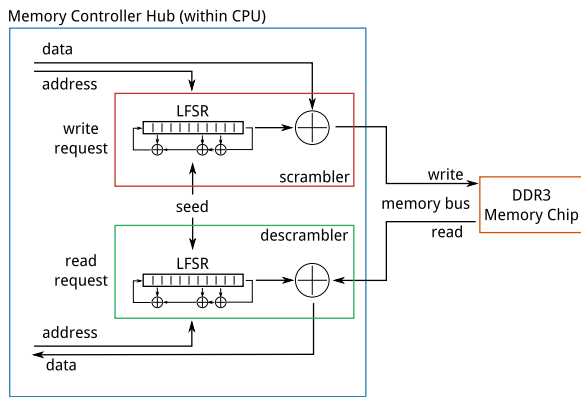 Memory Controller Hub (within CPU)
data
address
LFSR
write
request
scrambler
seed
write
memory bus
read
DDR3
Memory Chip
descrambler
LFSR
read
request
address
data